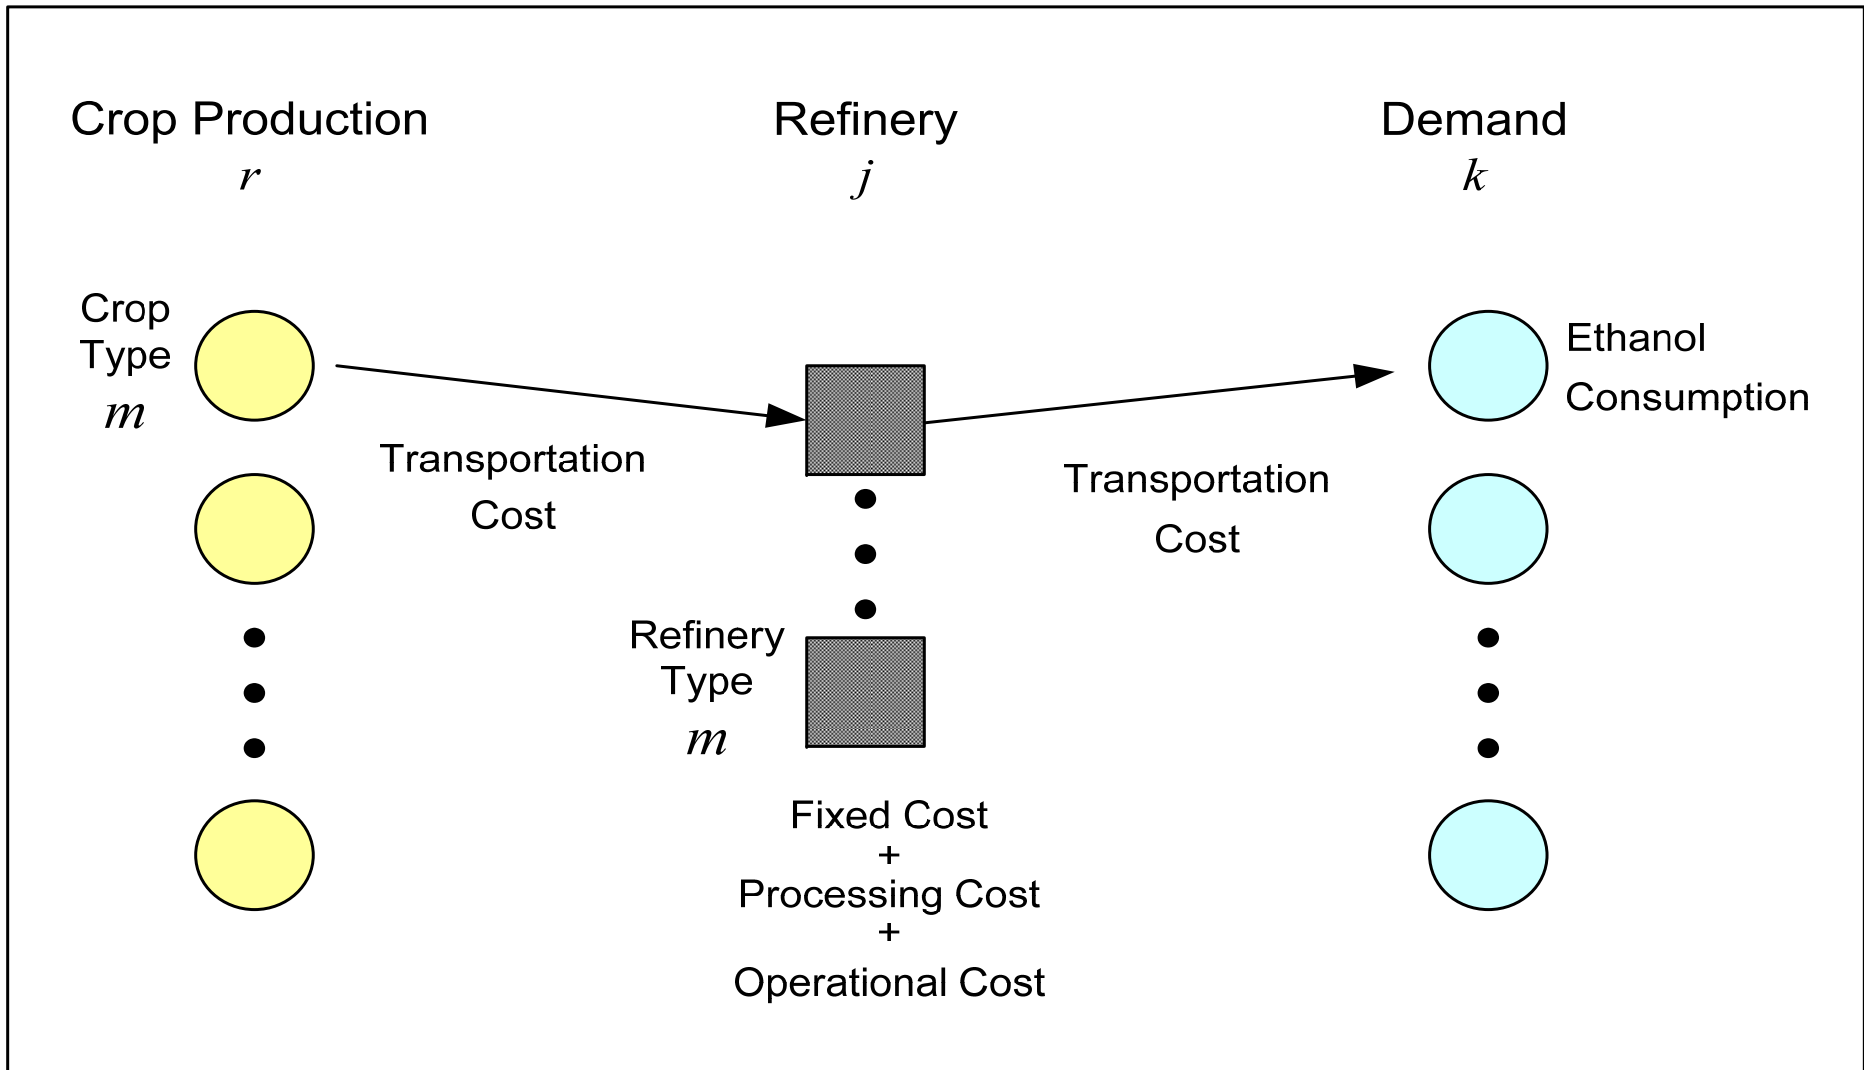 Crop Production
r
Refinery
j
Demand
k
Crop
Type
m
Transportation
Cost
Refinery
Type
m
Fixed Cost
+
Processing Cost
+
Operational Cost
Transportation
Cost
Ethanol
Consumption